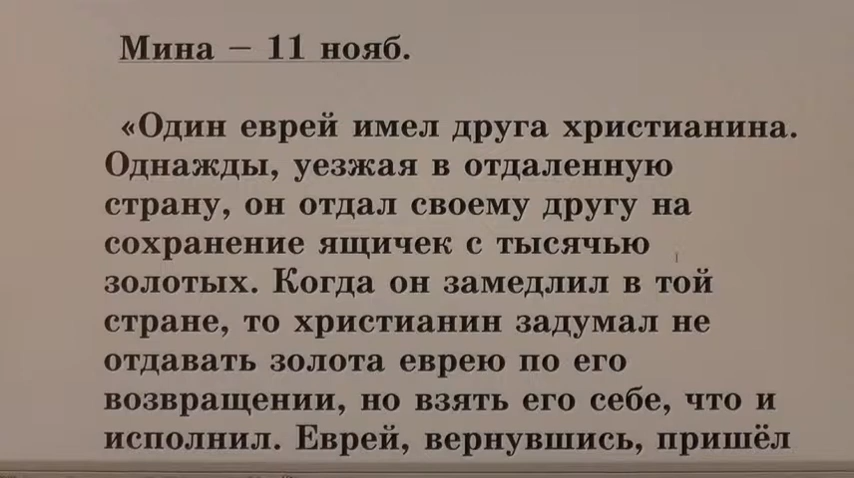 Мина – 11 нояб.
«Один еврей имел друга христианина.
Однажды, уезжая в отдаленную
страну, он отдал своему другу на
сохранение ящичек с тысячью
золотых. Когда он замедлил в той
стране, то христианин задумал не
отдавать золота еврею по его
возвращении, но взять его себе, что и
исполнил. Еврей, вернувшись, пришёл